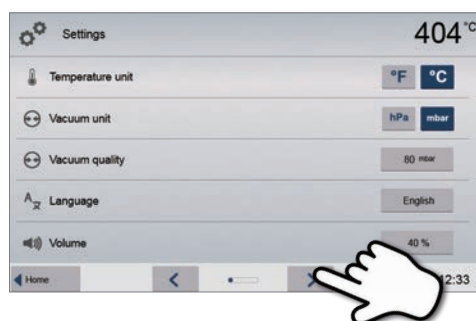 Settings 404 °C
Temperature unit °F °C
Vacuum unit hPa mbar
Vacuum quality 80 mbar
Language English
Volume 40 %
Home 12:33